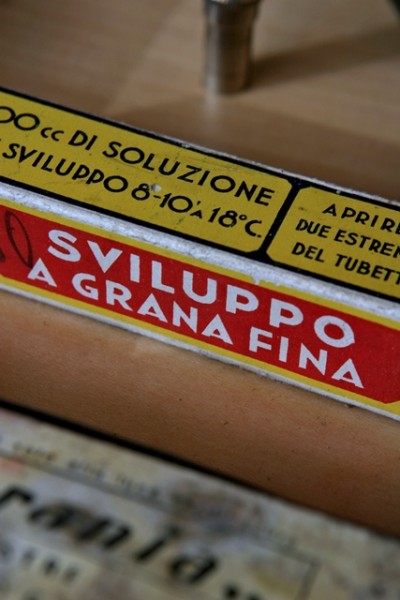 00cc DI SOLUZIONE
SVILUPPO 8-10' A 18°C.
APRIRE
DUE ESTREM
DEL TUBETT
SVILUPPO
A GRANA FINA